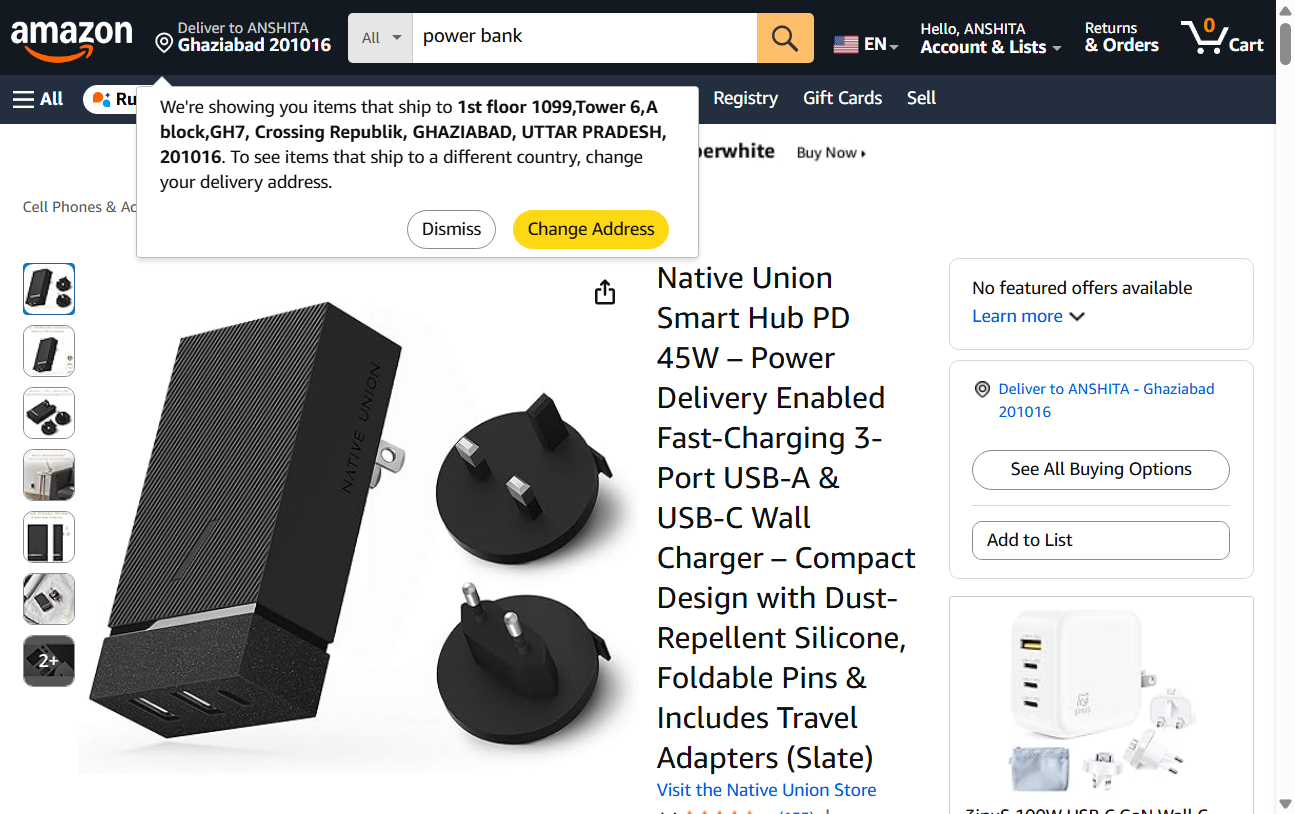 amazon
Deliver to ANSHITA
Ghaziabad 201016
All
power bank
EN
Hello, ANSHITA
Account & Lists
Returns
& Orders
0
Cart
All
Ru
Registry
Gift Cards
Sell
We're showing you items that ship to 1st floor 1099,Tower 6,A
block,GH7, Crossing Republik, GHAZIABAD, UTTAR PRADESH,
201016. To see items that ship to a different country, change
your delivery address.
Dismiss
Change Address
perwhite
Buy Now
Cell Phones & Ac
2+
NATIVE UNION
Native Union
Smart Hub PD
45W – Power
Delivery Enabled
Fast-Charging 3-
Port USB-A &
USB-C Wall
Charger – Compact
Design with Dust-
Repellent Silicone,
Foldable Pins &
Includes Travel
Adapters (Slate)
Visit the Native Union Store
No featured offers available
Learn more
Deliver to ANSHITA - Ghaziabad
201016
See All Buying Options
Add to List